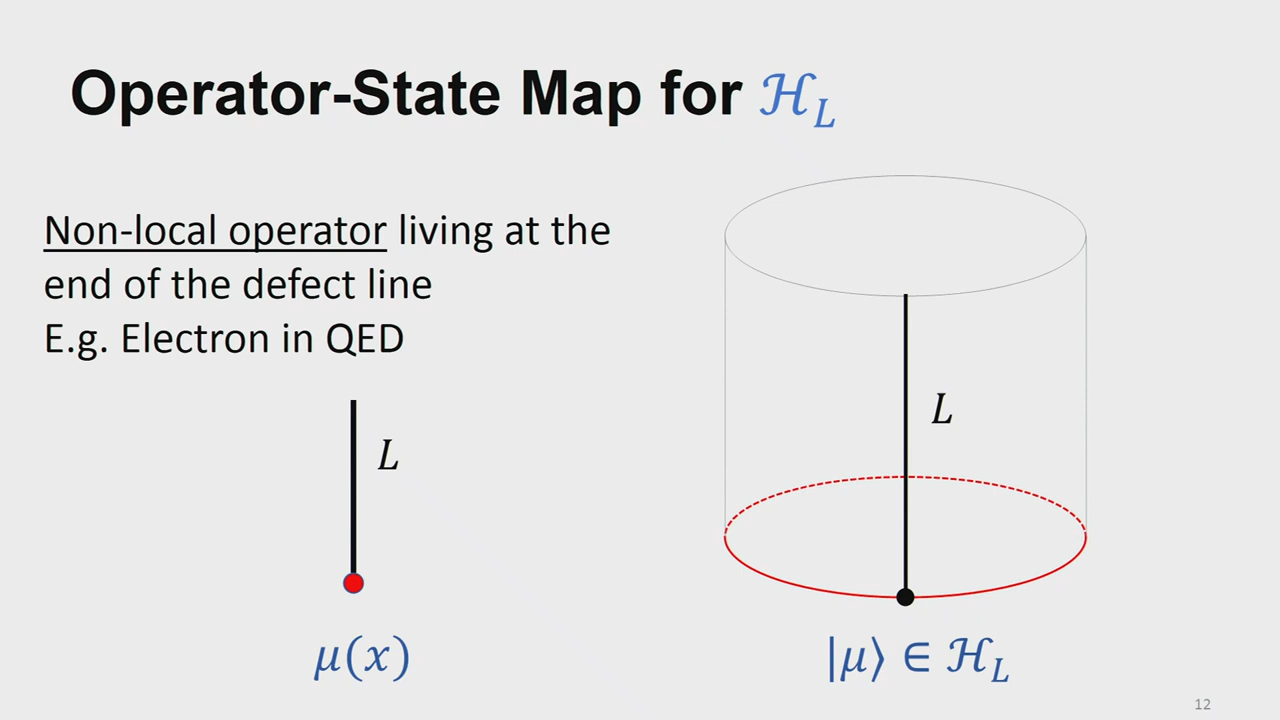 Operator-State Map for ℋ_L
Non-local operator living at the
end of the defect line
E.g. Electron in QED
L
L
μ(x)
|μ⟩ ∈ ℋ_L
12